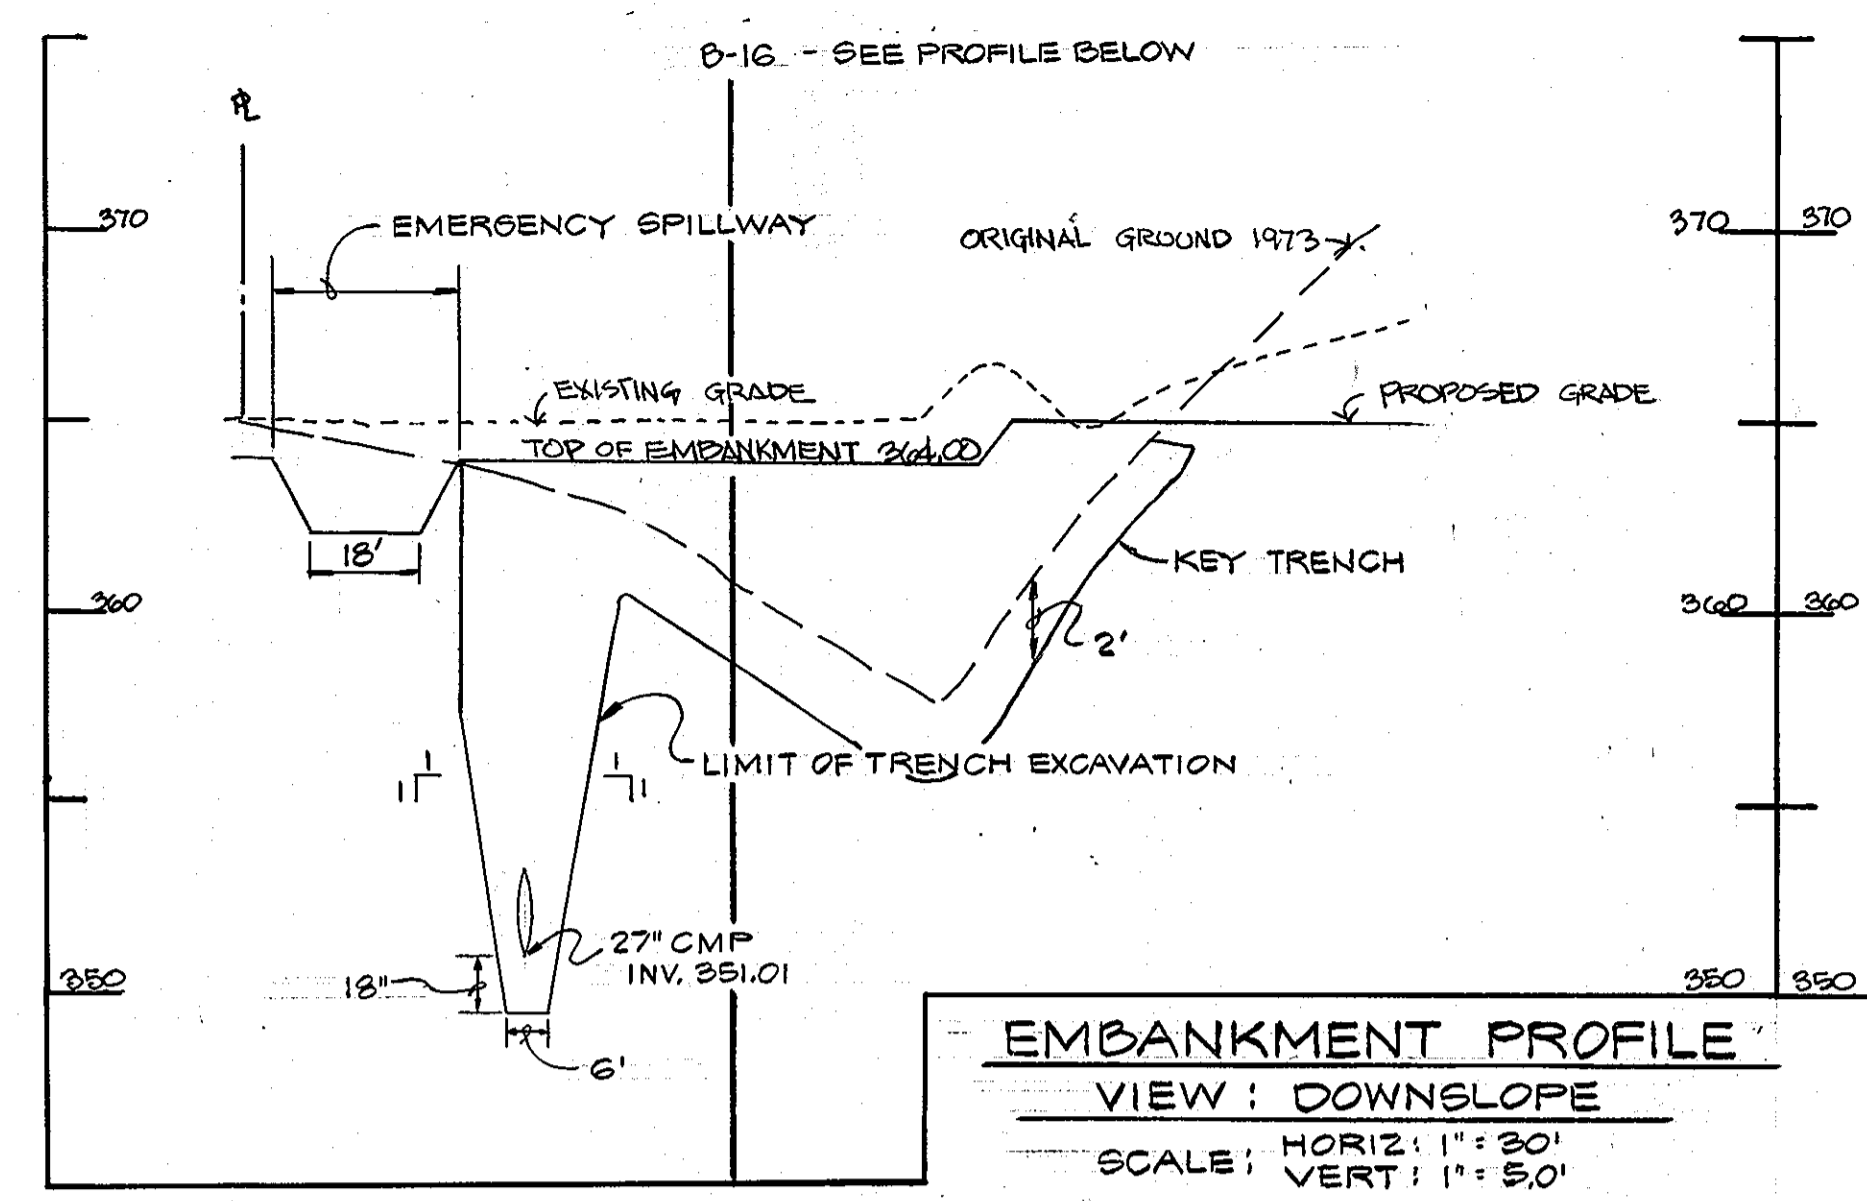 B-16 - SEE PROFILE BELOW
PL
370
EMERGENCY SPILLWAY
ORIGINAL GROUND 1973
370 370
EXISTING GRADE
PROPOSED GRADE
TOP OF EMBANKMENT 364.00
18'
KEY TRENCH
360
360 360
2'
LIMIT OF TRENCH EXCAVATION
1 1
1 1
27" CMP
INV. 351.01
350
18"
350 350
6'
EMBANKMENT PROFILE
VIEW : DOWNSLOPE
SCALE: HORIZ: 1" = 30'
VERT: 1" = 5.0'